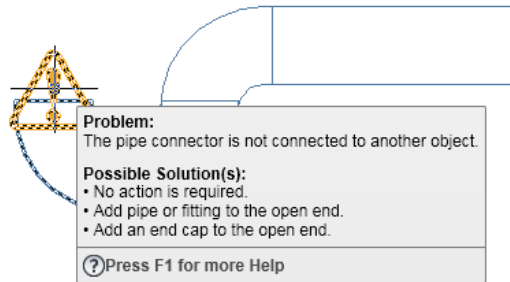 Problem:
The pipe connector is not connected to another object.
Possible Solution(s):
• No action is required.
• Add pipe or fitting to the open end.
• Add an end cap to the open end.
?Press F1 for more Help